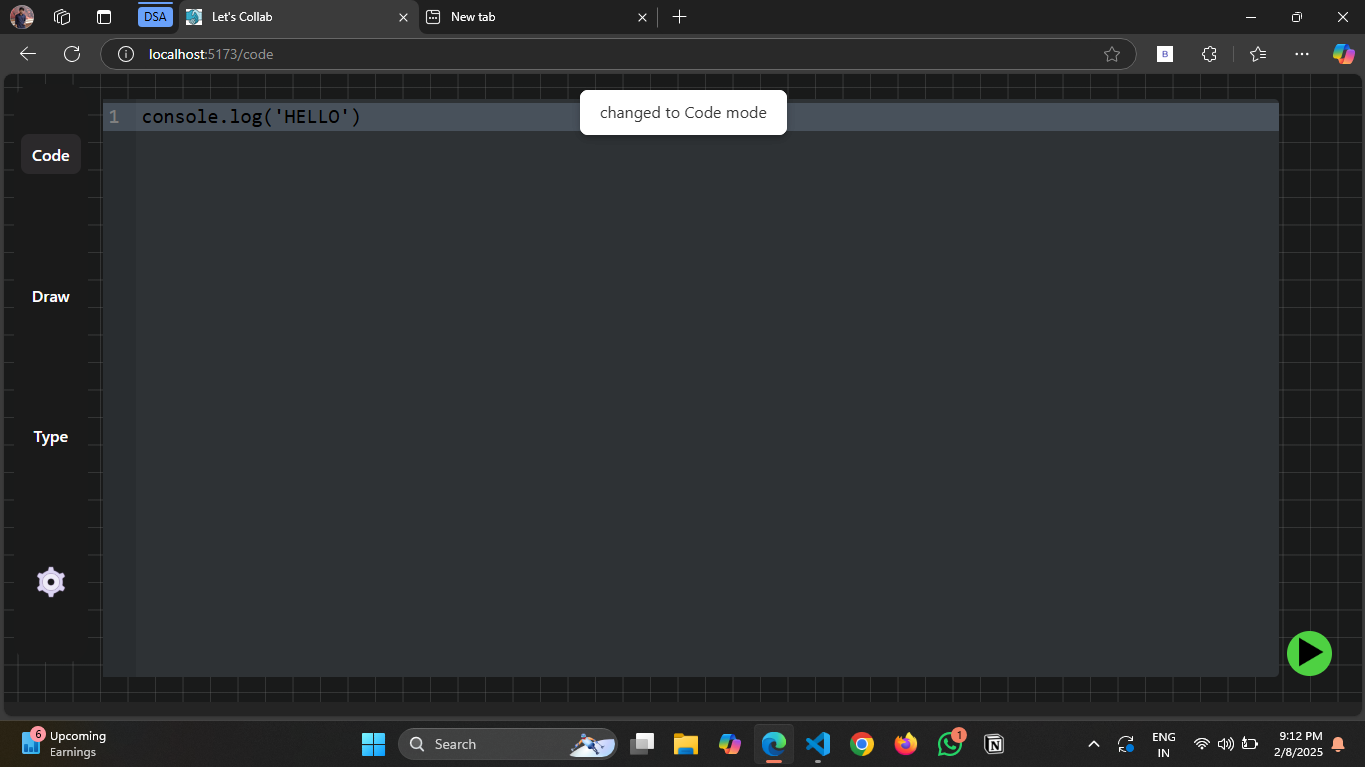 DSA
Let's Collab
New tab
localhost:5173/code
B
1 console.log('HELLO')
changed to Code mode
Code
Draw
Type
6
Upcoming
Earnings
Search
1
ENG
IN
9:12 PM
2/8/2025